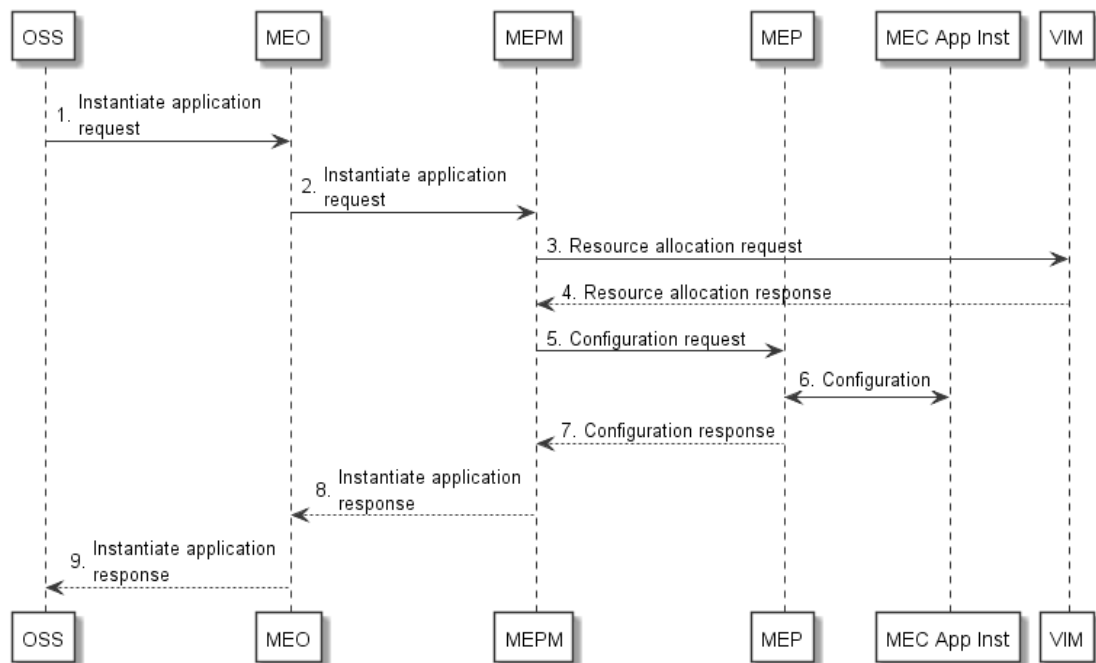 OSS MEO MEPM MEP MEC App Inst VIM
1. Instantiate application
request
2. Instantiate application
request
3. Resource allocation request
4. Resource allocation response
5. Configuration request
6. Configuration
7. Configuration response
8. Instantiate application
response
9. Instantiate application
response
OSS MEO MEPM MEP MEC App Inst VIM